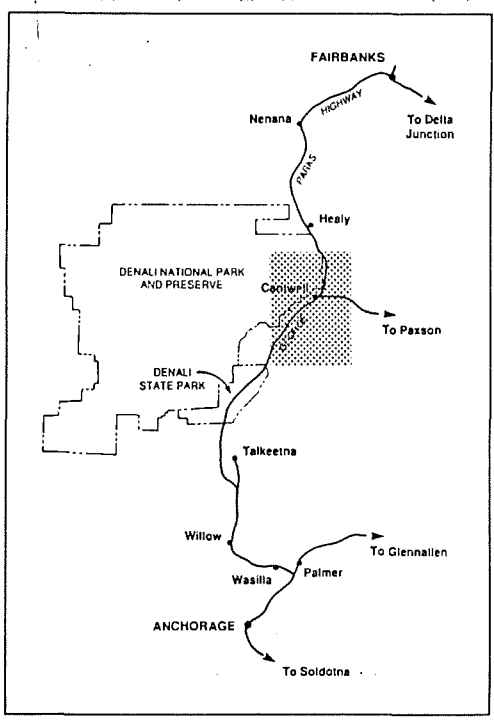 FAIRBANKS
HIGHWAY
Nenana
To Delta
Junction
PARKS
Healy
DENALI NATIONAL PARK
AND PRESERVE
Cantwell
To Paxson
DENALI
STATE PARK
Talkeetna
Willow
To Glennallen
Wasilla
Palmer
ANCHORAGE
To Soldotna